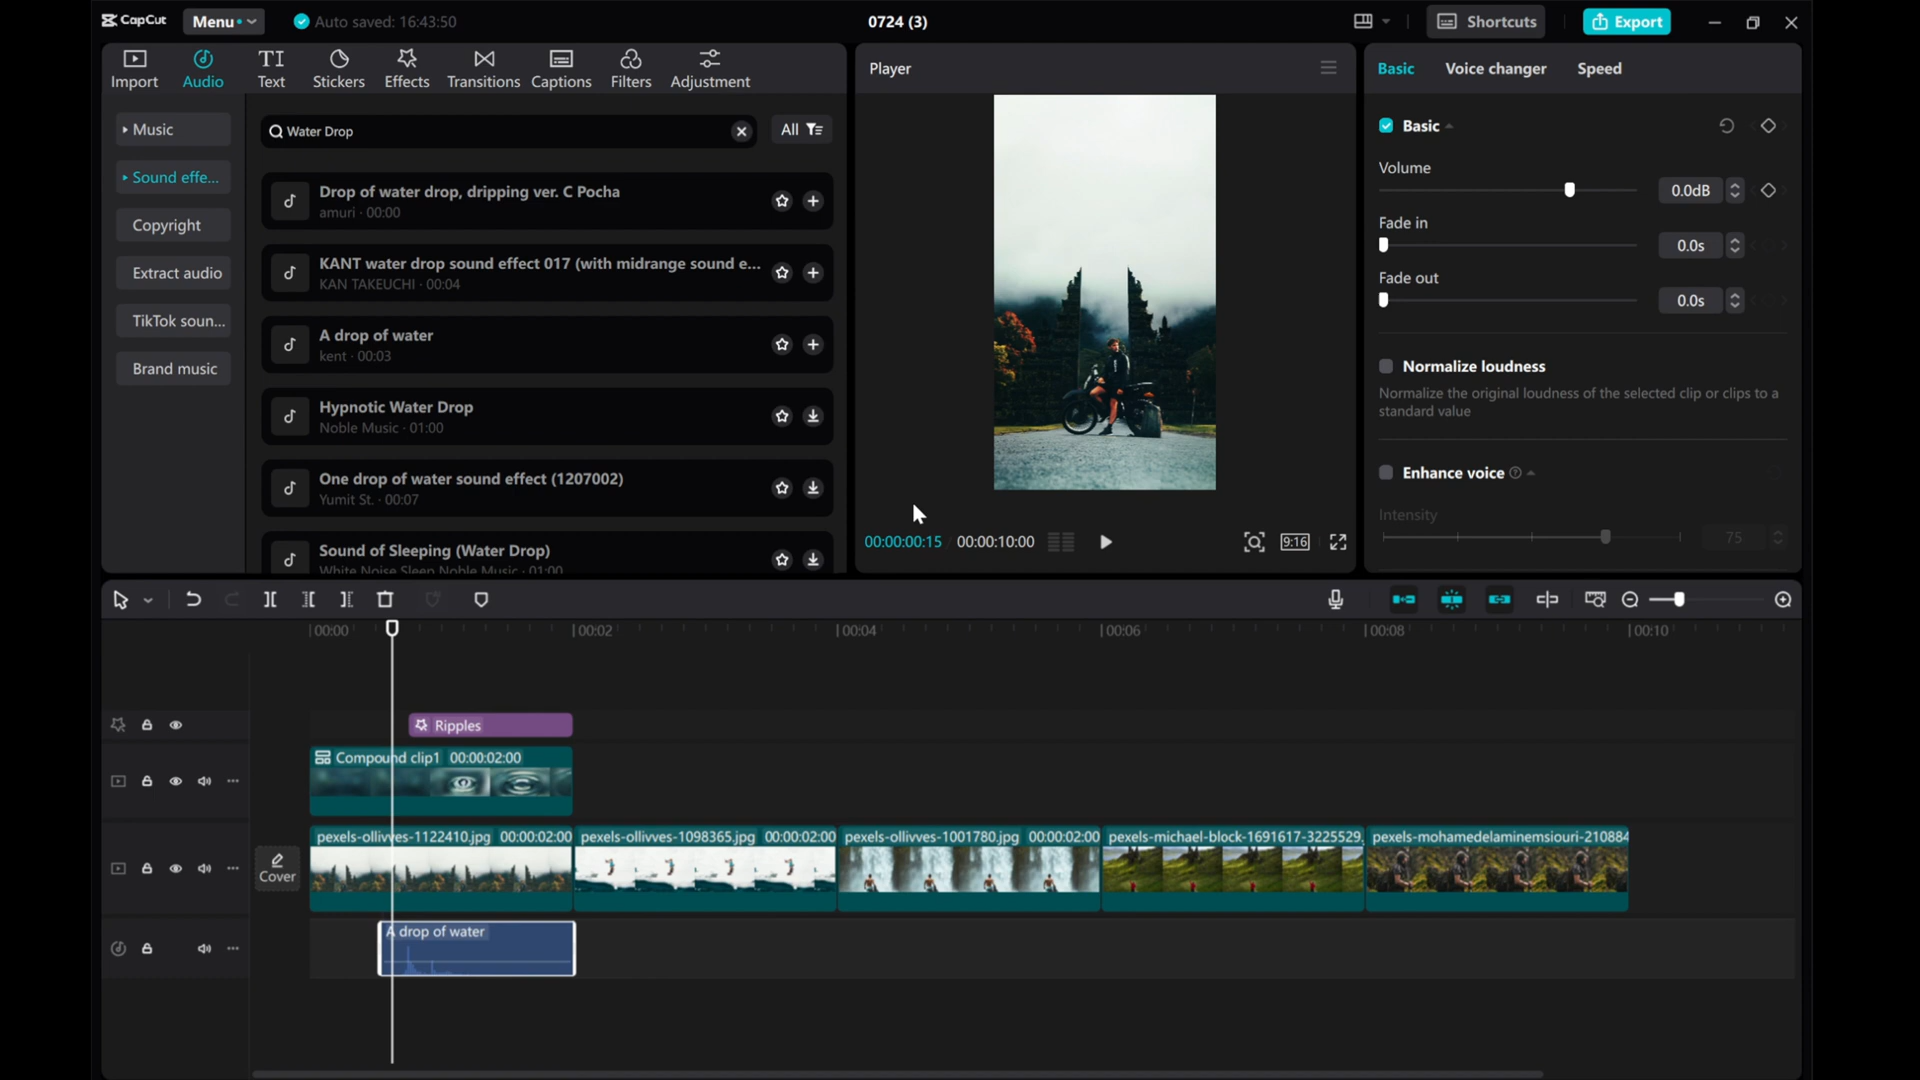 CapCut
Menu
Auto saved: 16:43:50
0724 (3)
Shortcuts
Export
Import
Audio
Text
Stickers
Effects
Transitions
Captions
Filters
Adjustment
Music
Sound effe...
Copyright
Extract audio
TikTok soun...
Brand music
Water Drop
All
Drop of water drop, dripping ver. C Pocha
amuri · 00:00
KANT water drop sound effect 017 (with midrange sound e...
KAN TAKEUCHI · 00:04
A drop of water
kent · 00:03
Hypnotic Water Drop
Noble Music · 01:00
One drop of water sound effect (1207002)
Yumit St. · 00:07
Sound of Sleeping (Water Drop)
White Noise Sleep Noble Music · 01:00
Player
00:00:00:15
00:00:10:00
9:16
Basic
Voice changer
Speed
Basic
Volume
0.0dB
Fade in
0.0s
Fade out
0.0s
Normalize loudness
Normalize the original loudness of the selected clip or clips to a
standard value
Enhance voice
Intensity
75
00:00
00:02
00:04
00:06
00:08
00:10
Ripples
Compound clip1 00:00:02:00
Cover
pexels-ollivves-1122410.jpg 00:00:02:00
pexels-ollivves-1098365.jpg 00:00:02:00
pexels-ollivves-1001780.jpg 00:00:02:00
pexels-michael-block-1691617-3225529.
pexels-mohamedelaminemsiouri-210884
A drop of water